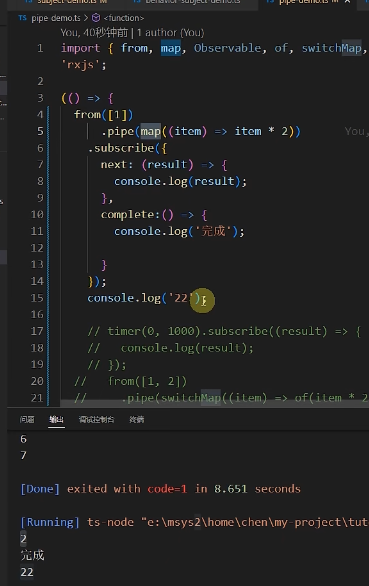 subject-demo.ts M
behavior-subject-demo.ts
pipe-demo.ts M
pipe-demo.ts > <function>
You, 40秒钟前 | 1 author (You)
1 import { from, map, Observable, of, switchMap,
'rxjs';
2
3 (() => {
4 from([1])
5 .pipe(map((item) => item * 2)) You,
6 .subscribe({
7 next: (result) => {
8 console.log(result);
9 },
10 complete:() => {
11 console.log('完成');
12
13 }
14 });
15 console.log('22');
16
17 // timer(0, 1000).subscribe((result) => {
18 // console.log(result);
19 // });
20 // from([1, 2])
21 // .pipe(switchMap((item) => of(item * 2
问题 输出 调试控制台 终端
6
7
[Done] exited with code=1 in 8.651 seconds
[Running] ts-node "e:\msys2\home\chen\my-project\tut
2
完成
22